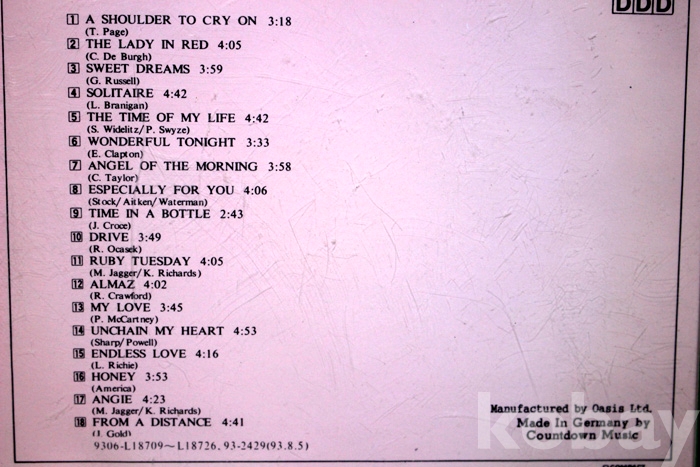 DDD
1 A SHOULDER TO CRY ON 3:18
(T. Page)
2 THE LADY IN RED 4:05
(C. De Burgh)
3 SWEET DREAMS 3:59
(G. Russell)
4 SOLITAIRE 4:42
(L. Branigan)
5 THE TIME OF MY LIFE 4:42
(S. Widelitz/P. Swyze)
6 WONDERFUL TONIGHT 3:33
(E. Clapton)
7 ANGEL OF THE MORNING 3:58
(C. Taylor)
8 ESPECIALLY FOR YOU 4:06
(Stock/Aitken/Waterman)
9 TIME IN A BOTTLE 2:43
(J. Croce)
10 DRIVE 3:49
(R. Ocasek)
11 RUBY TUESDAY 4:05
(M. Jagger/K. Richards)
12 ALMAZ 4:02
(R. Crawford)
13 MY LOVE 3:45
(P. McCartney)
14 UNCHAIN MY HEART 4:53
(Sharp/Powell)
15 ENDLESS LOVE 4:16
(L. Richie)
16 HONEY 3:53
(America)
17 ANGIE 4:23
(M. Jagger/K. Richards)
18 FROM A DISTANCE 4:41
(J. Gold)
9306-L18709~L18726, 93-2429(93.8.5)
Manufactured by Oasis Ltd.
Made In Germany by
Countdown Music
kebay